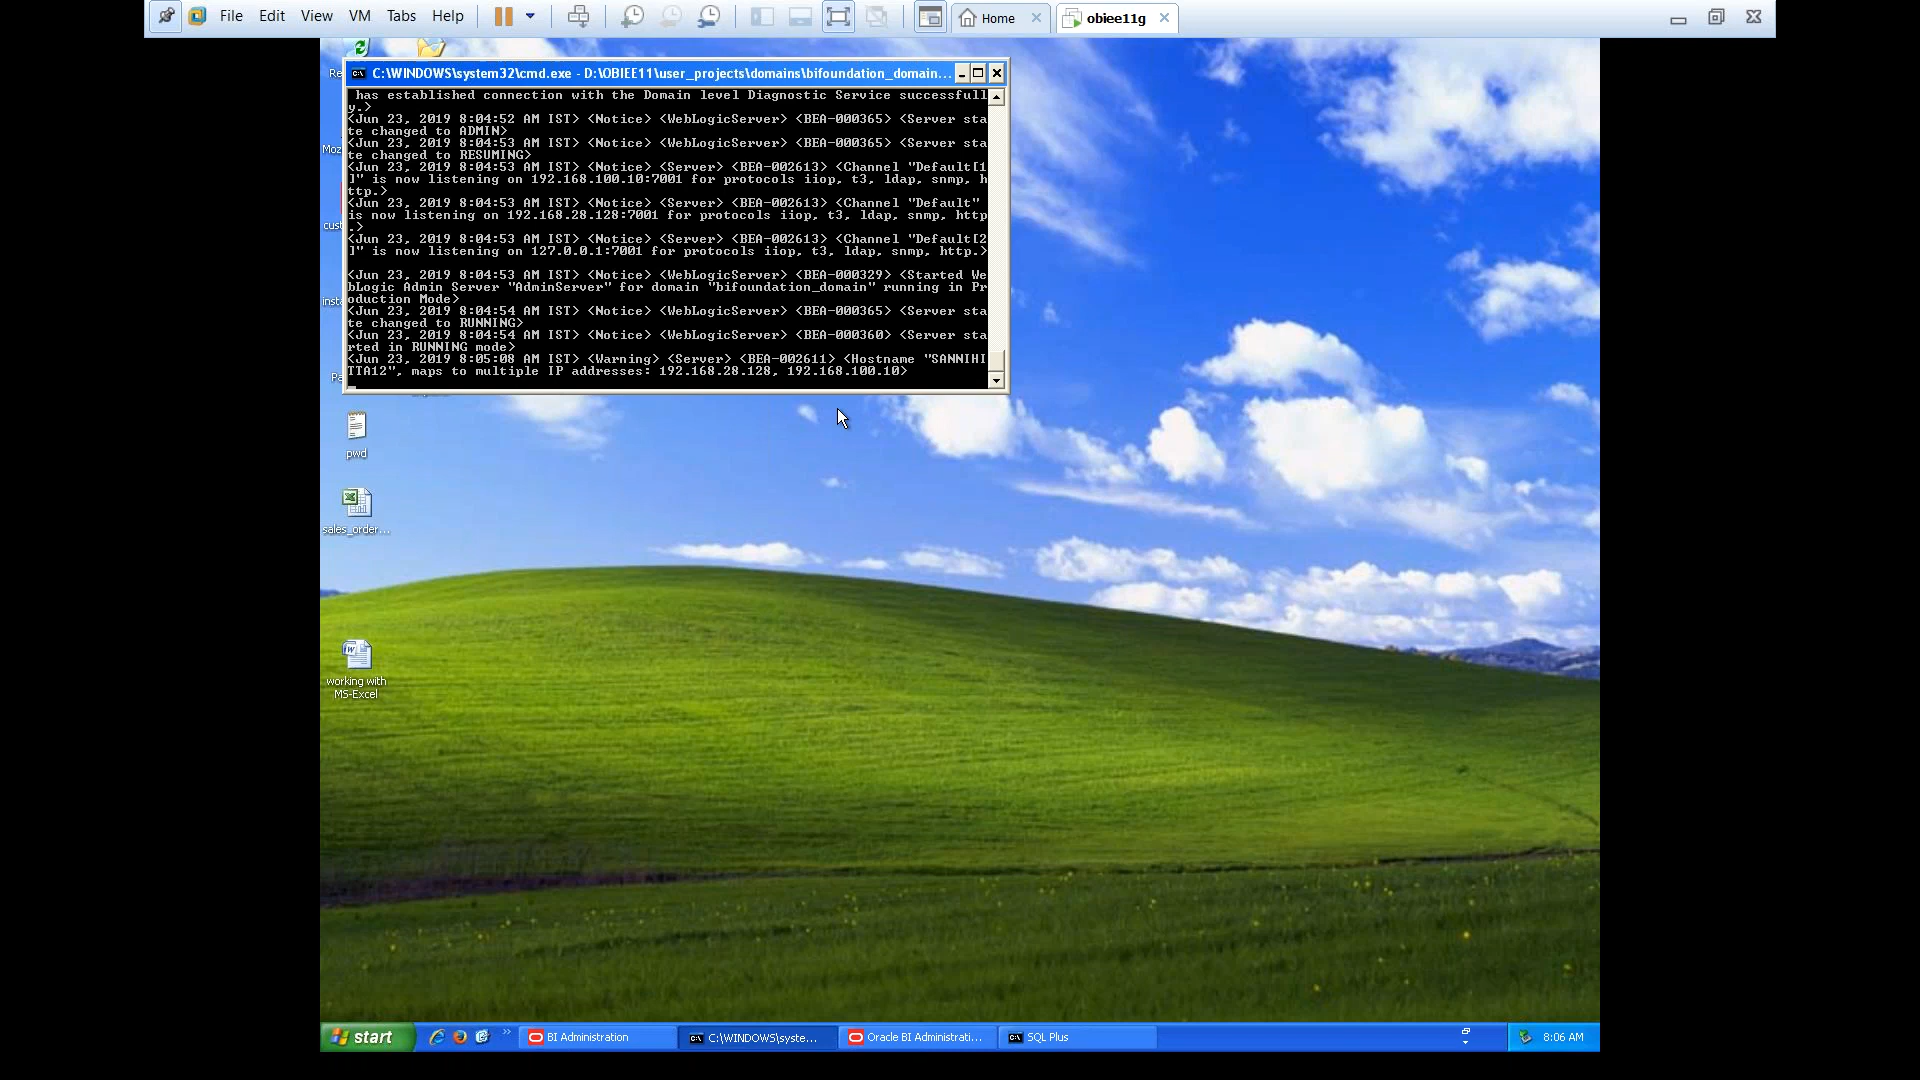 File Edit View VM Tabs Help Home obiee11g
Re
C:\WINDOWS\system32\cmd.exe - D:\OBIEE11\user_projects\domains\bifoundation_domain...
has established connection with the Domain level Diagnostic Service successfull
y.>
<Jun 23, 2019 8:04:52 AM IST> <Notice> <WebLogicServer> <BEA-000365> <Server sta
te changed to ADMIN>
<Jun 23, 2019 8:04:53 AM IST> <Notice> <WebLogicServer> <BEA-000365> <Server sta
te changed to RESUMING>
<Jun 23, 2019 8:04:53 AM IST> <Notice> <Server> <BEA-002613> <Channel "Default[1
]" is now listening on 192.168.100.10:7001 for protocols iiop, t3, ldap, snmp, h
ttp.>
<Jun 23, 2019 8:04:53 AM IST> <Notice> <Server> <BEA-002613> <Channel "Default"
is now listening on 192.168.28.128:7001 for protocols iiop, t3, ldap, snmp, http
.>
<Jun 23, 2019 8:04:53 AM IST> <Notice> <Server> <BEA-002613> <Channel "Default[2
]" is now listening on 127.0.0.1:7001 for protocols iiop, t3, ldap, snmp, http.>
<Jun 23, 2019 8:04:53 AM IST> <Notice> <WebLogicServer> <BEA-000329> <Started We
bLogic Admin Server "AdminServer" for domain "bifoundation_domain" running in Pr
oduction Mode>
<Jun 23, 2019 8:04:54 AM IST> <Notice> <WebLogicServer> <BEA-000365> <Server sta
te changed to RUNNING>
<Jun 23, 2019 8:04:54 AM IST> <Notice> <WebLogicServer> <BEA-000360> <Server sta
rted in RUNNING mode>
<Jun 23, 2019 8:05:08 AM IST> <Warning> <Server> <BEA-002611> <Hostname "SANNIHI
TTA12", maps to multiple IP addresses: 192.168.28.128, 192.168.100.10>
Moz
cust
insta
Pa
pwd
sales_order...
working with
MS-Excel
start BI Administration C:\WINDOWS\syste... Oracle BI Administrati... SQL Plus 8:06 AM